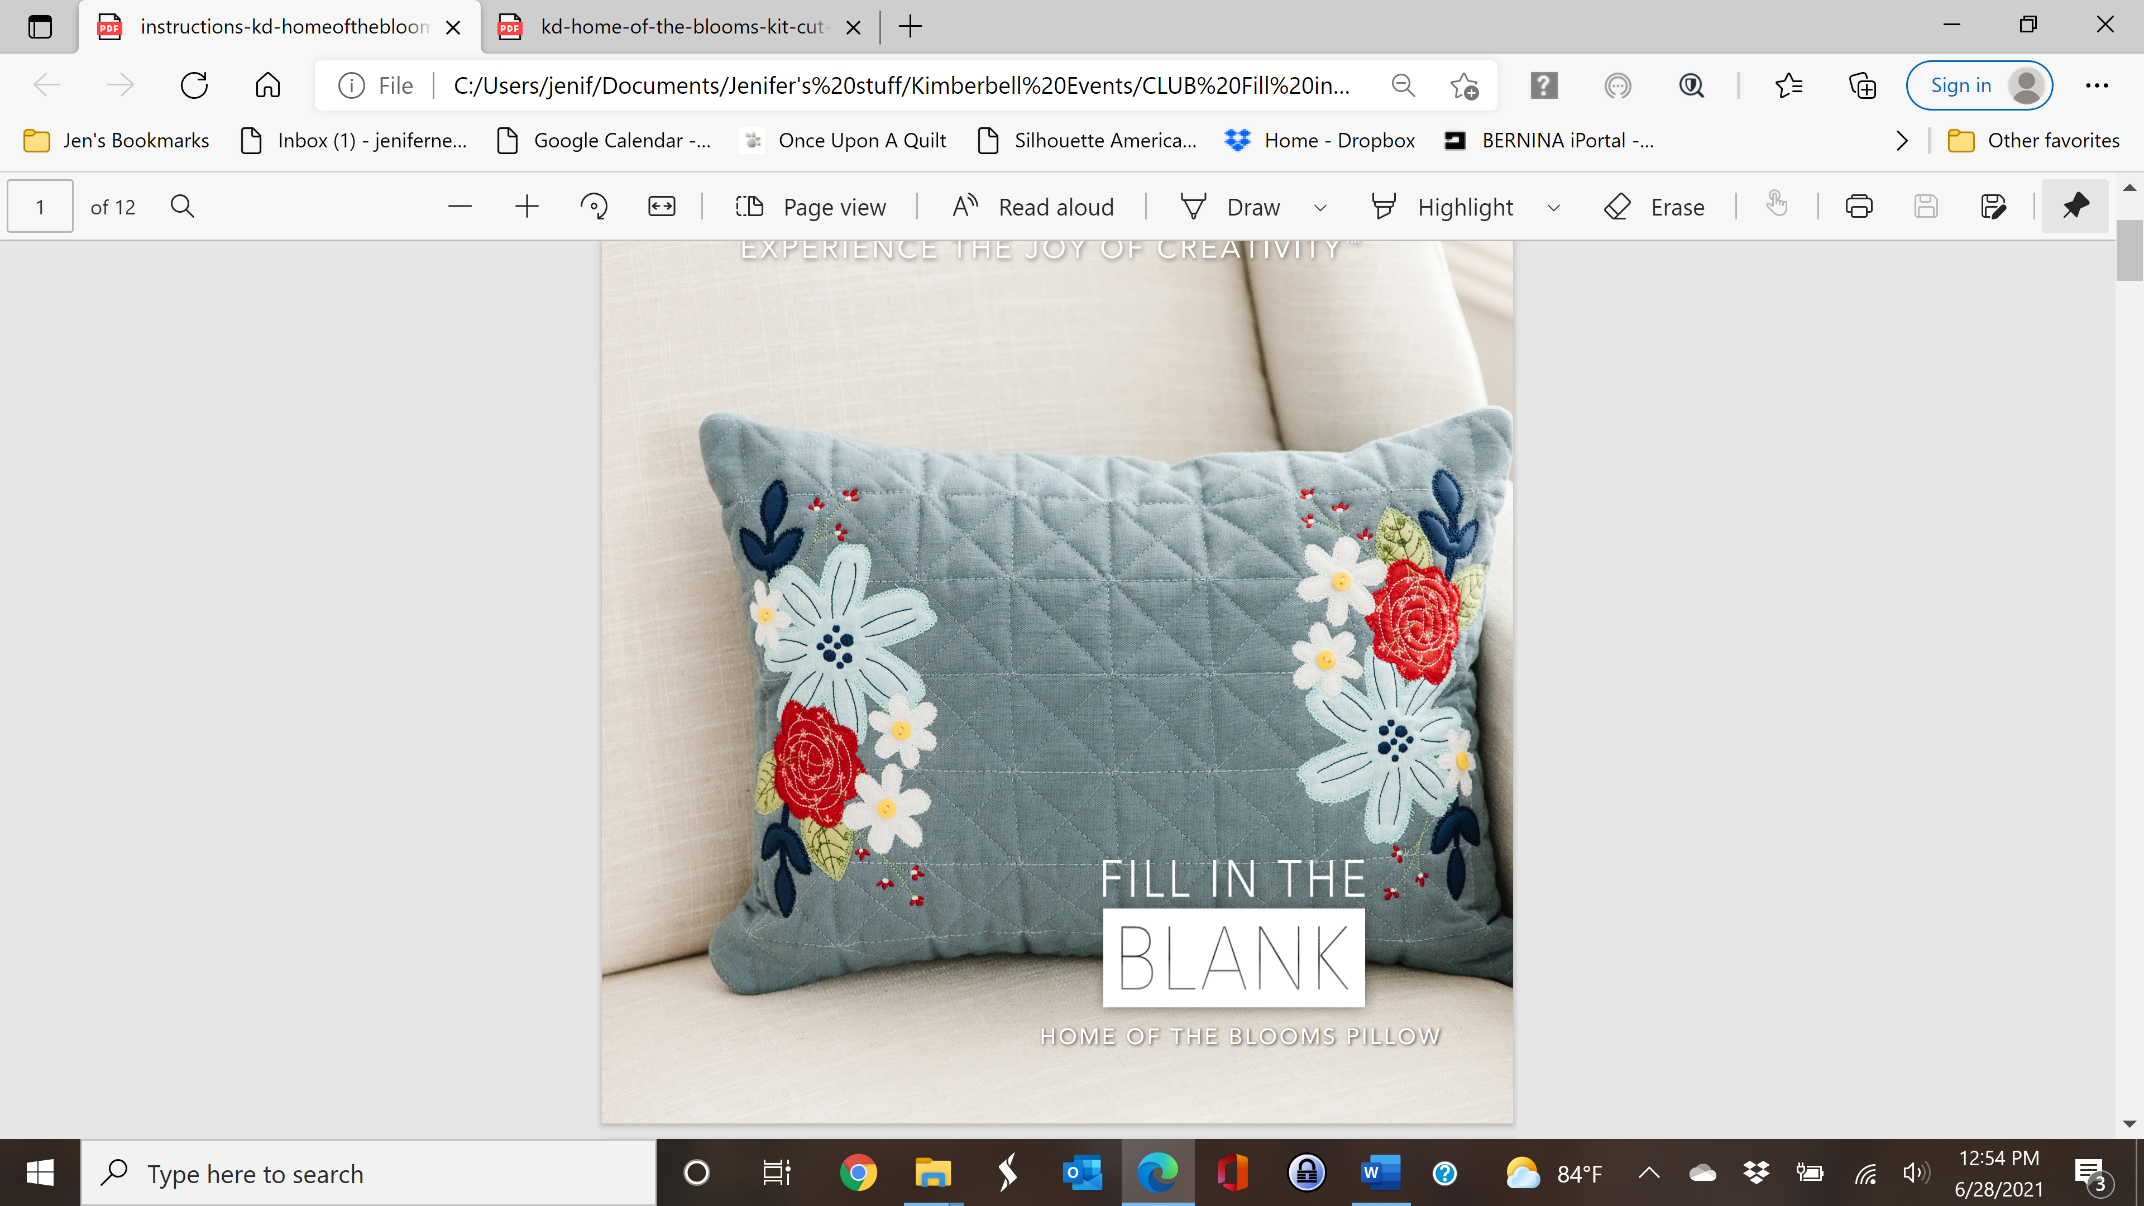 instructions-kd-homeofthebloom
kd-home-of-the-blooms-kit-cut-
File
C:/Users/jenif/Documents/Jenifer's%20stuff/Kimberbell%20Events/CLUB%20Fill%20in...
Sign in
Jen's Bookmarks
Inbox (1) - jeniferne...
Google Calendar -...
Once Upon A Quilt
Silhouette America...
Home - Dropbox
BERNINA iPortal -...
Other favorites
1
of 12
Page view
Read aloud
Draw
Highlight
Erase
EXPERIENCE THE JOY OF CREATIVITY™
FILL IN THE
BLANK
HOME OF THE BLOOMS PILLOW
Type here to search
84°F
12:54 PM
6/28/2021
3